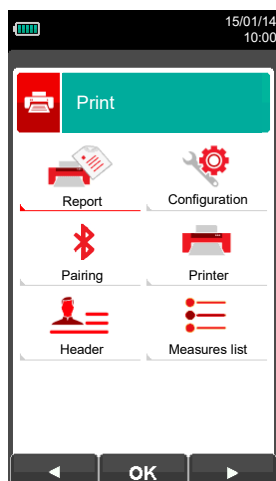 15/01/14
10:00
Print
Report
Configuration
Pairing
Printer
Header
Measures list
OK